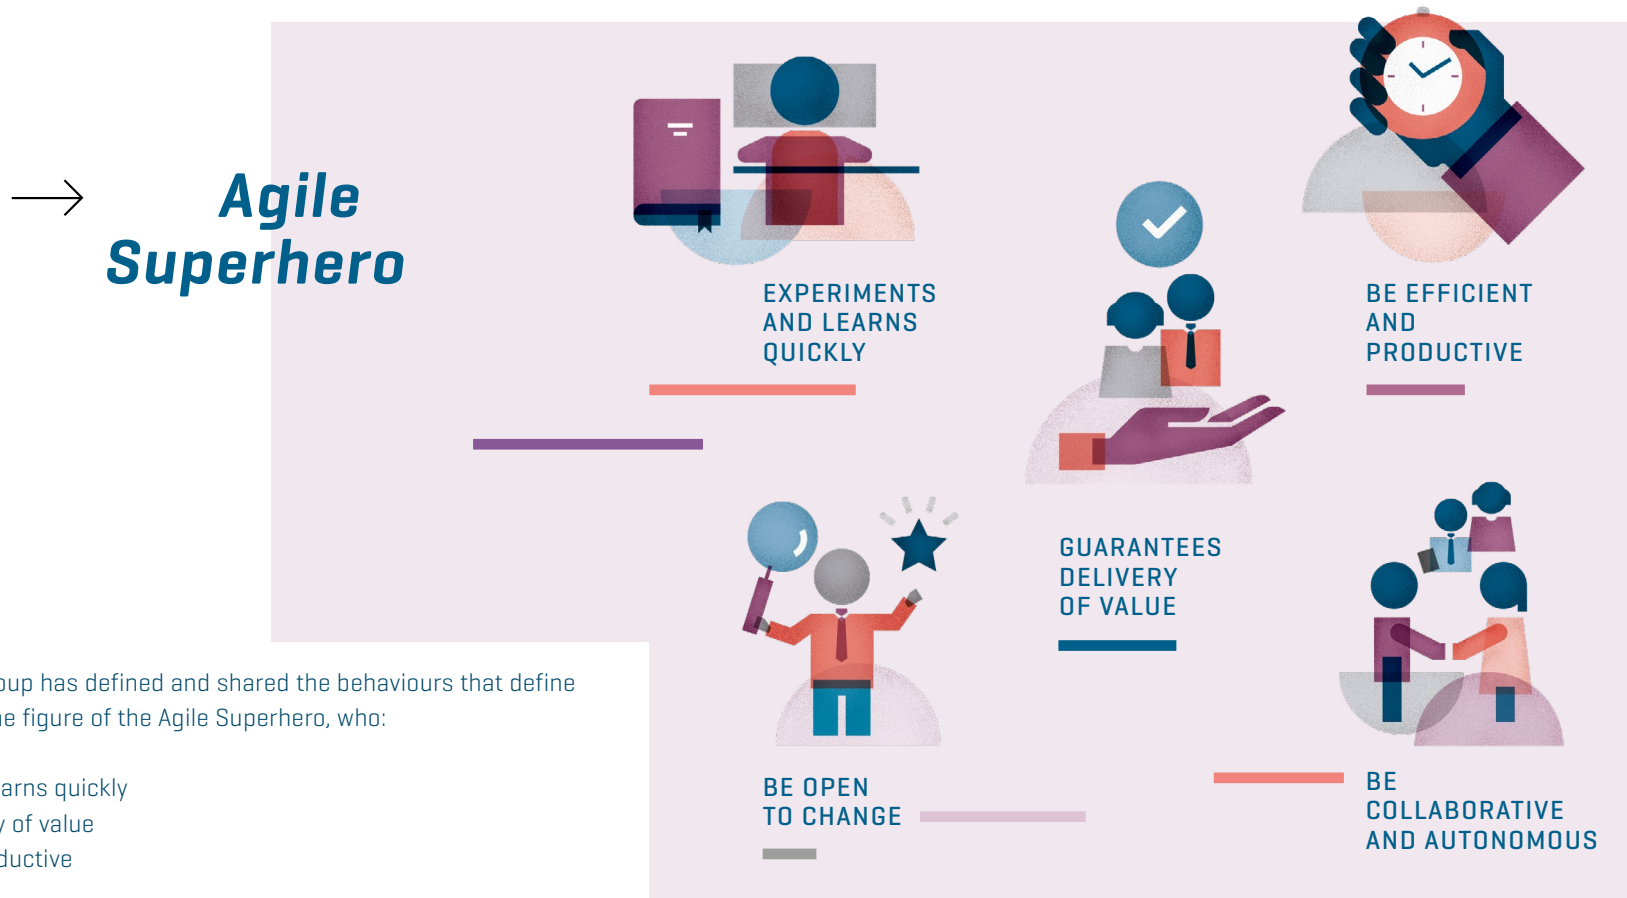 Agile
Superhero
EXPERIMENTS
AND LEARNS
QUICKLY
BE EFFICIENT
AND
PRODUCTIVE
GUARANTEES
DELIVERY
OF VALUE
BE OPEN
TO CHANGE
BE
COLLABORATIVE
AND AUTONOMOUS
has defined and shared the behaviours that define
figure of the Agile Superhero, who:
quickly
of value